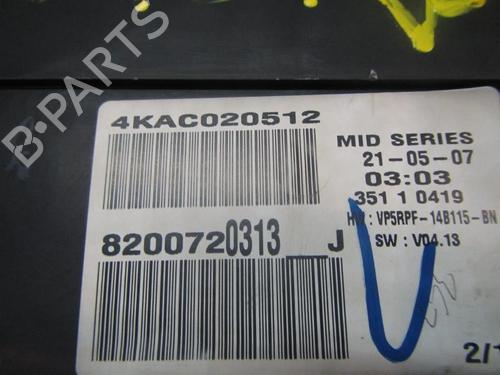 4KAC020512
MID SERIES
21-05-07
03:03
351 1 0419
HW : VP5RPF-14B115-BN
SW : V04.13
8200720313__J
2/1
B-PARTS